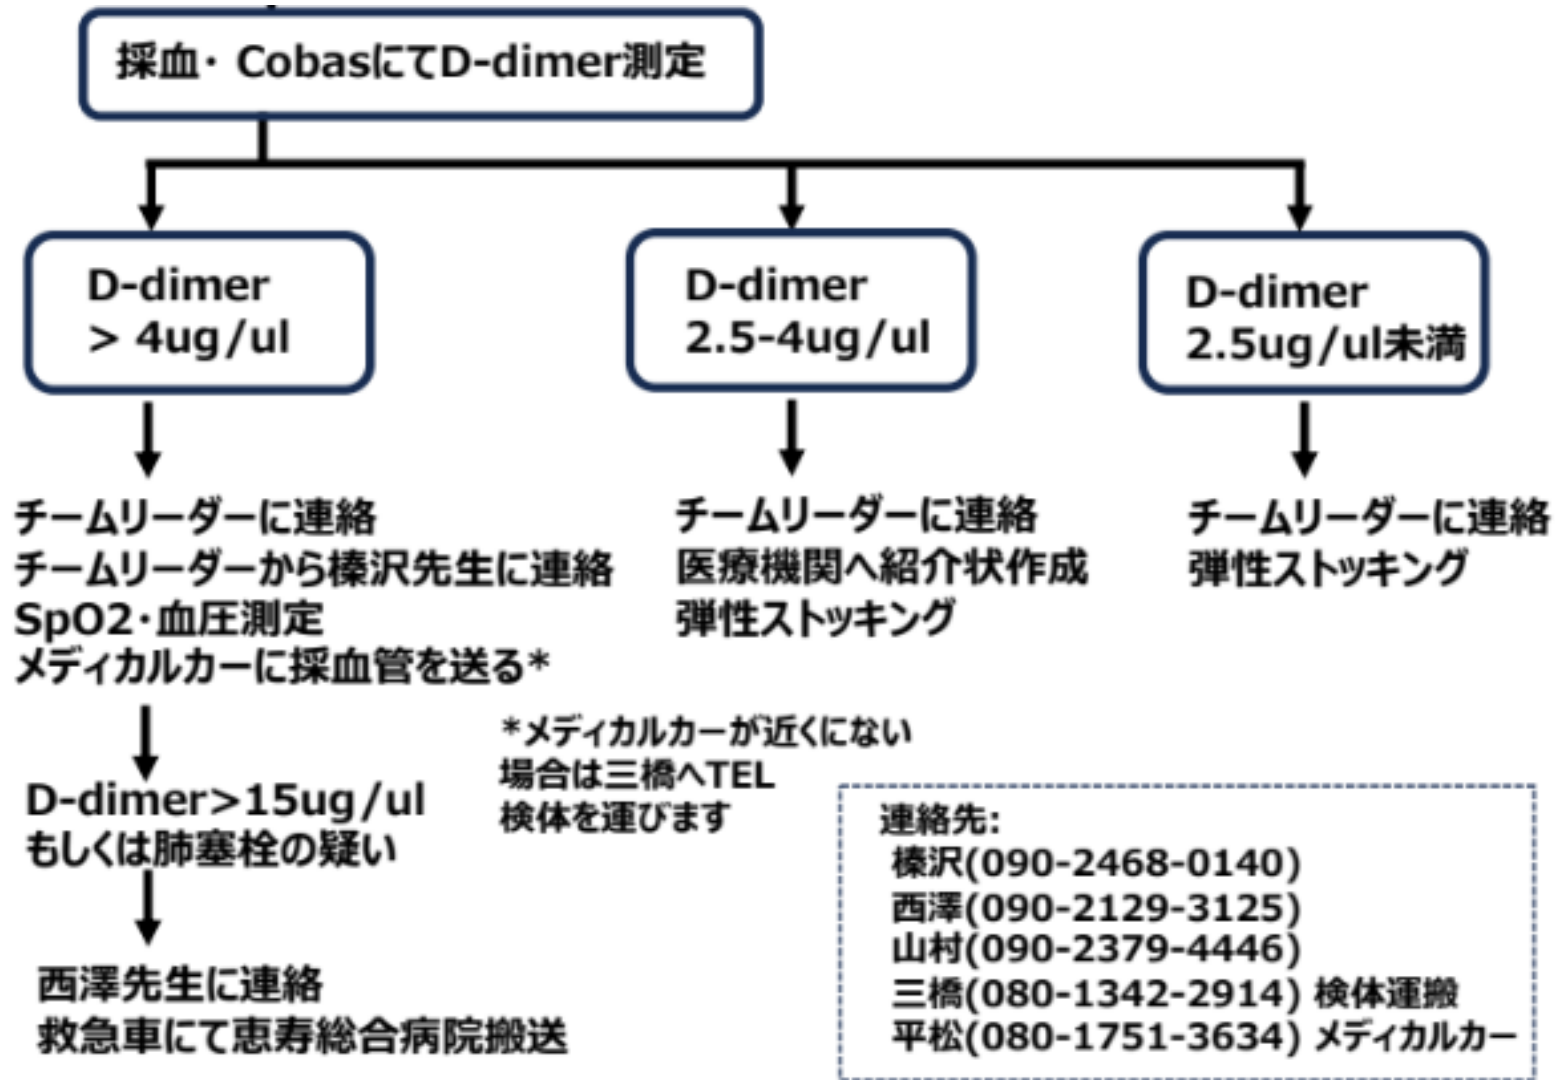 採血・ CobasにてD-dimer測定
D-dimer
> 4ug/ul
D-dimer
2.5-4ug/ul
D-dimer
2.5ug/ul未満
チームリーダーに連絡
チームリーダーから榛沢先生に連絡
SpO2・血圧測定
メディカルカーに採血管を送る*
チームリーダーに連絡
医療機関へ紹介状作成
弾性ストッキング
チームリーダーに連絡
弾性ストッキング
*メディカルカーが近くにない
場合は三橋へTEL
検体を運びます
D-dimer>15ug/ul
もしくは肺塞栓の疑い
西澤先生に連絡
救急車にて恵寿総合病院搬送
連絡先:
榛沢(090-2468-0140)
西澤(090-2129-3125)
山村(090-2379-4446)
三橋(080-1342-2914) 検体運搬
平松(080-1751-3634) メディカルカー